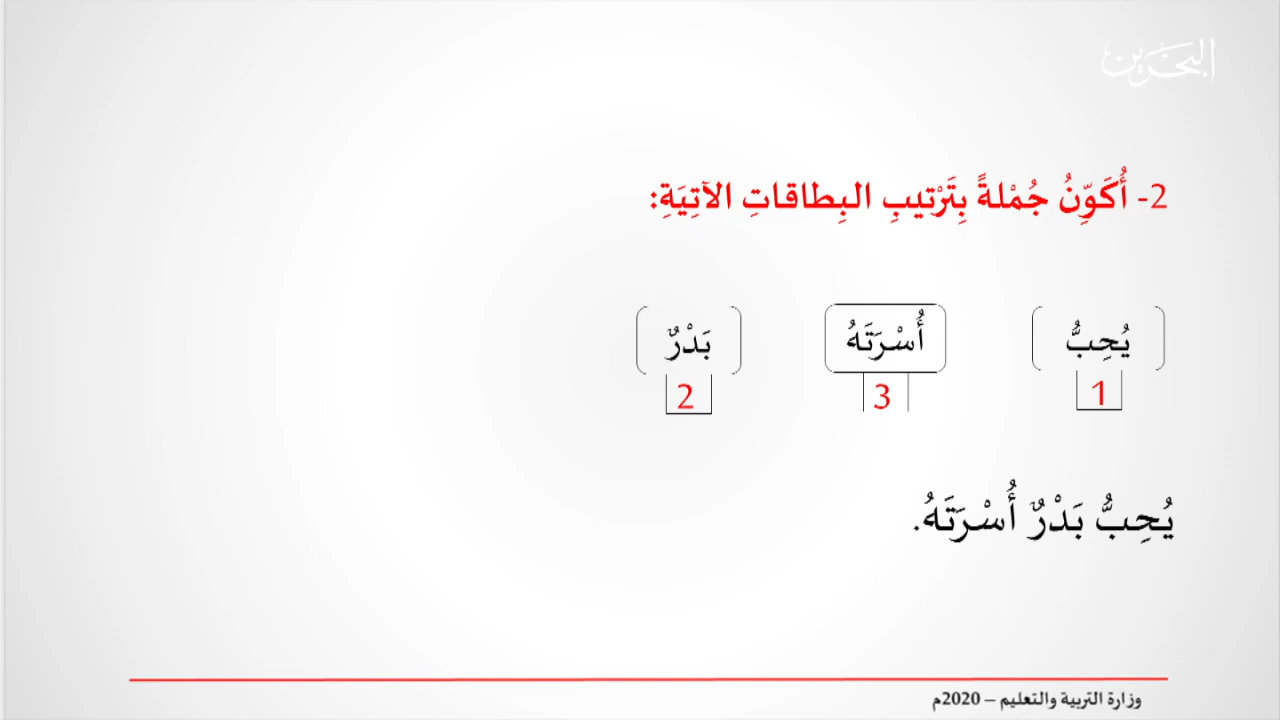 البحرين
2- أُكَوِّنُ جُمْلةً بِتَرْتيبِ البِطاقاتِ الآتِيَةِ:
يُحِبُّ أُسْرَتَهُ بَدْرٌ
1 3 2
يُحِبُّ بَدْرٌ أُسْرَتَهُ.
وزارة التربية والتعليم – 2020م